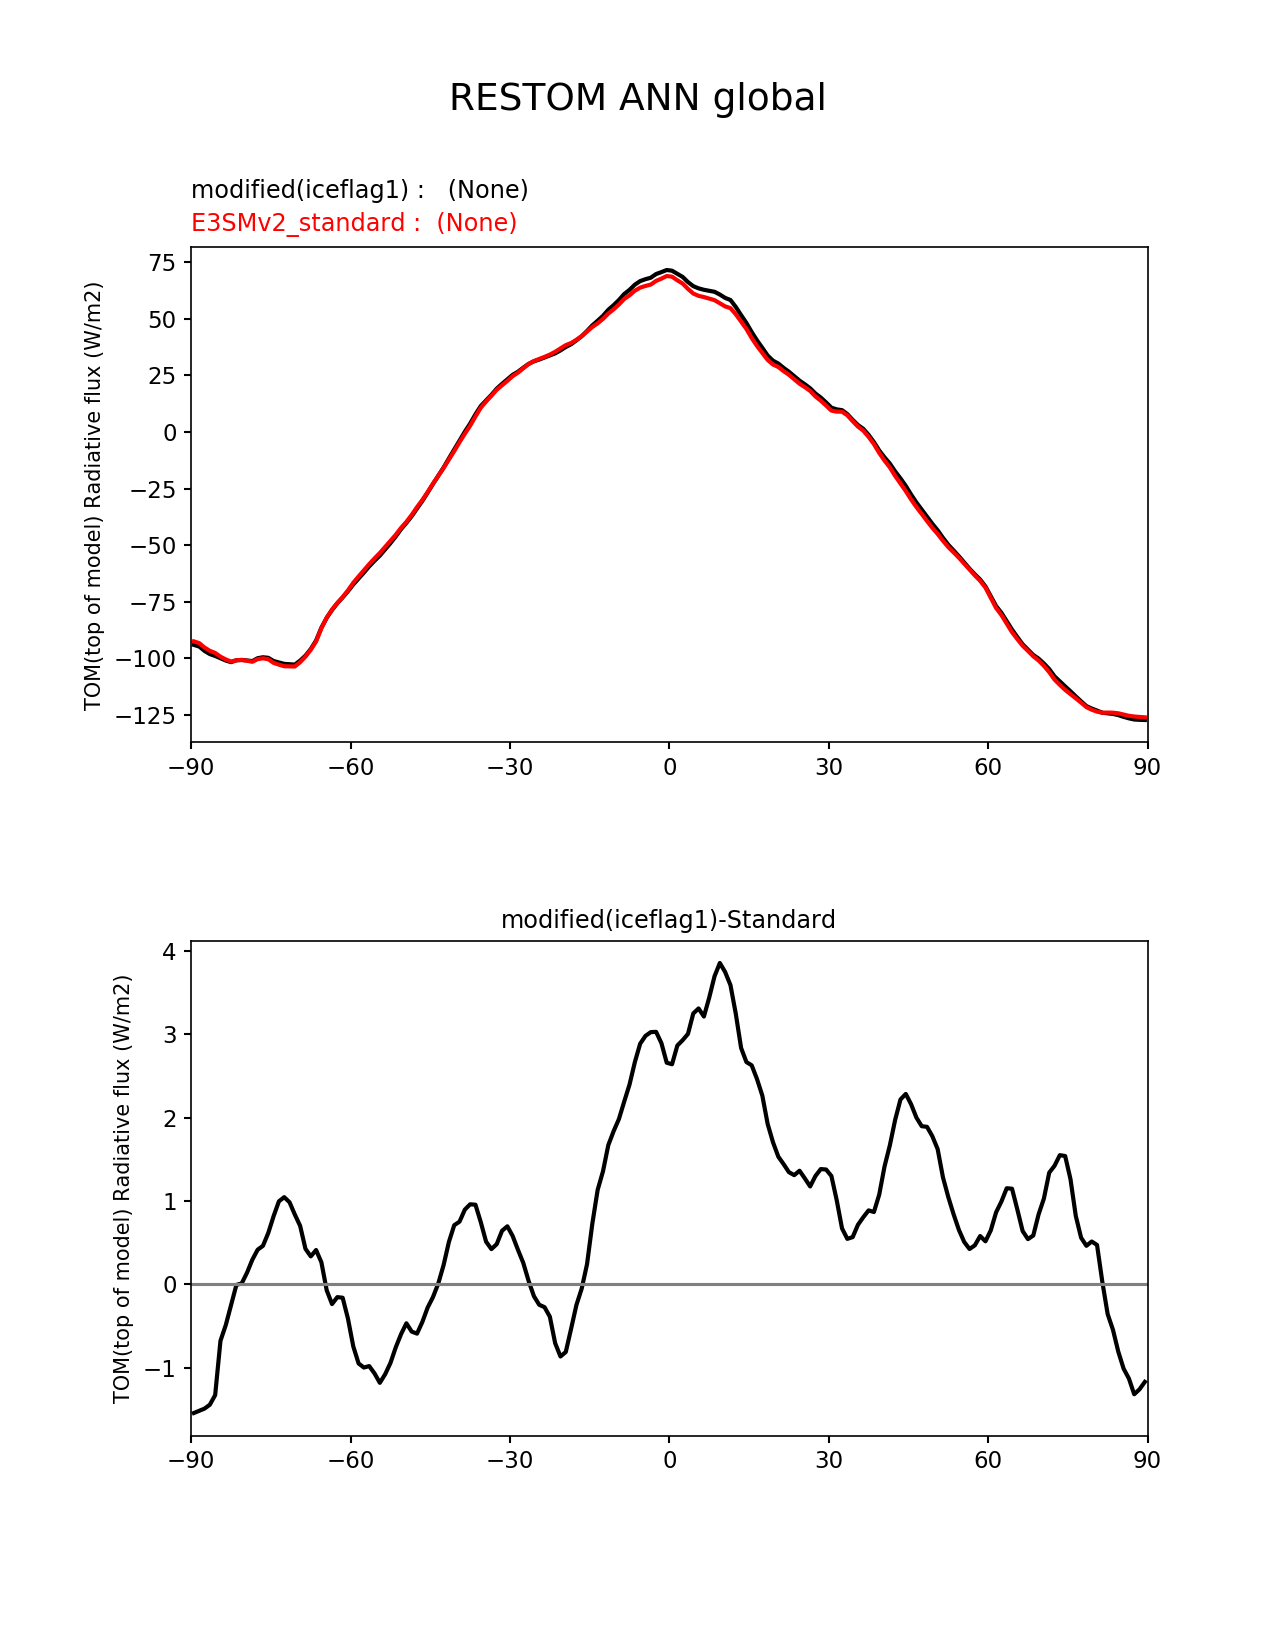 RESTOM ANN global
modified(iceflag1) :   (None)
E3SMv2_standard :  (None)
TOM(top of model) Radiative flux (W/m2)
75
50
25
0
−25
−50
−75
−100
−125
−90 −60 −30 0 30 60 90
modified(iceflag1)-Standard
TOM(top of model) Radiative flux (W/m2)
4
3
2
1
0
−1
−90 −60 −30 0 30 60 90